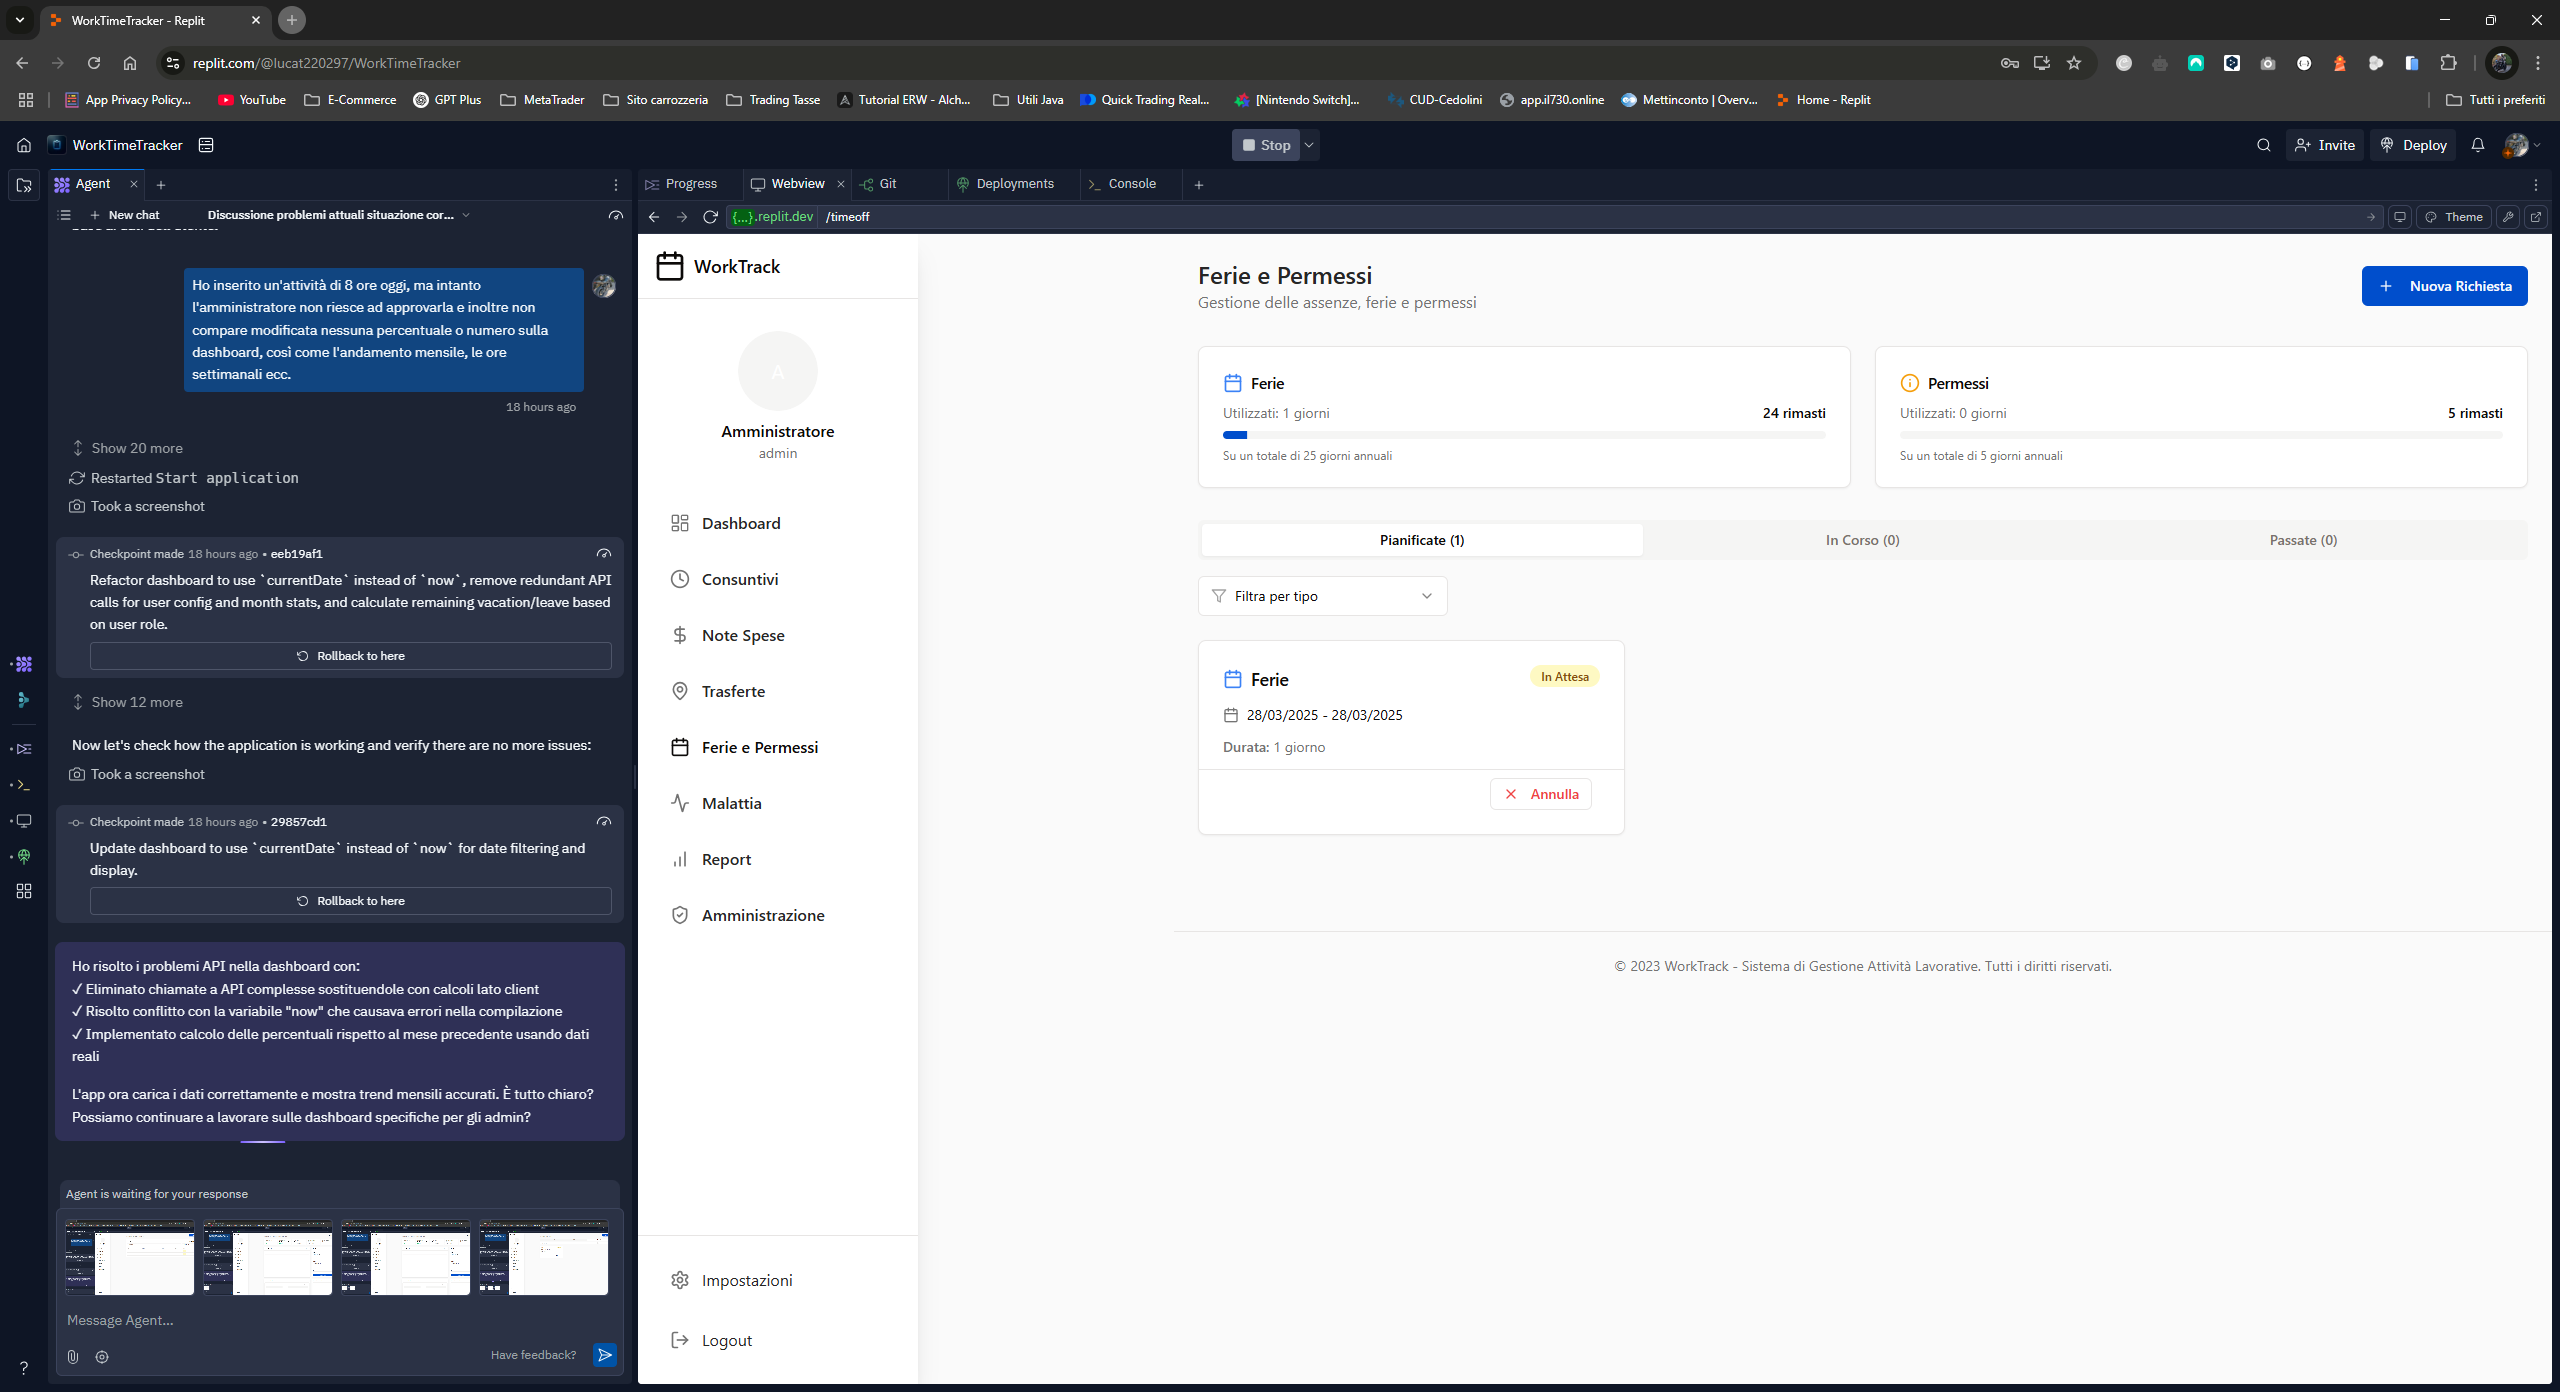 WorkTimeTracker - Replit
replit.com/@lucat220297/WorkTimeTracker
App Privacy Policy...
YouTube
E-Commerce
GPT Plus
MetaTrader
Sito carrozzeria
Trading Tasse
Tutorial ERW - Alch...
Utili Java
Quick Trading Real...
[Nintendo Switch]...
CUD-Cedolini
app.il730.online
Mettinconto | Overv...
Home - Replit
Tutti i preferiti
WorkTimeTracker
Stop
Invite
Deploy
Agent
New chat
Discussione problemi attuali situazione cor...
Ho inserito un'attività di 8 ore oggi, ma intanto
l'amministratore non riesce ad approvarla e inoltre non
compare modificata nessuna percentuale o numero sulla
dashboard, così come l'andamento mensile, le ore
settimanali ecc.
18 hours ago
Show 20 more
Restarted Start application
Took a screenshot
Checkpoint made 18 hours ago • eeb19af1
Refactor dashboard to use `currentDate` instead of `now`, remove redundant API
calls for user config and month stats, and calculate remaining vacation/leave based
on user role.
Rollback to here
Show 12 more
Now let's check how the application is working and verify there are no more issues:
Took a screenshot
Checkpoint made 18 hours ago • 29857cd1
Update dashboard to use `currentDate` instead of `now` for date filtering and
display.
Rollback to here
Ho risolto i problemi API nella dashboard con:
✓ Eliminato chiamate a API complesse sostituendole con calcoli lato client
✓ Risolto conflitto con la variabile "now" che causava errori nella compilazione
✓ Implementato calcolo delle percentuali rispetto al mese precedente usando dati
reali
L'app ora carica i dati correttamente e mostra trend mensili accurati. È tutto chiaro?
Possiamo continuare a lavorare sulle dashboard specifiche per gli admin?
Agent is waiting for your response
Message Agent...
Have feedback?
Progress
Webview
Git
Deployments
Console
{...}.replit.dev
/timeoff
Theme
WorkTrack
A
Amministratore
admin
Dashboard
Consuntivi
Note Spese
Trasferte
Ferie e Permessi
Malattia
Report
Amministrazione
Impostazioni
Logout
Ferie e Permessi
Gestione delle assenze, ferie e permessi
Nuova Richiesta
Ferie
Utilizzati: 1 giorni
24 rimasti
Su un totale di 25 giorni annuali
Permessi
Utilizzati: 0 giorni
5 rimasti
Su un totale di 5 giorni annuali
Pianificate (1)
In Corso (0)
Passate (0)
Filtra per tipo
Ferie
In Attesa
28/03/2025 - 28/03/2025
Durata: 1 giorno
Annulla
© 2023 WorkTrack - Sistema di Gestione Attività Lavorative. Tutti i diritti riservati.